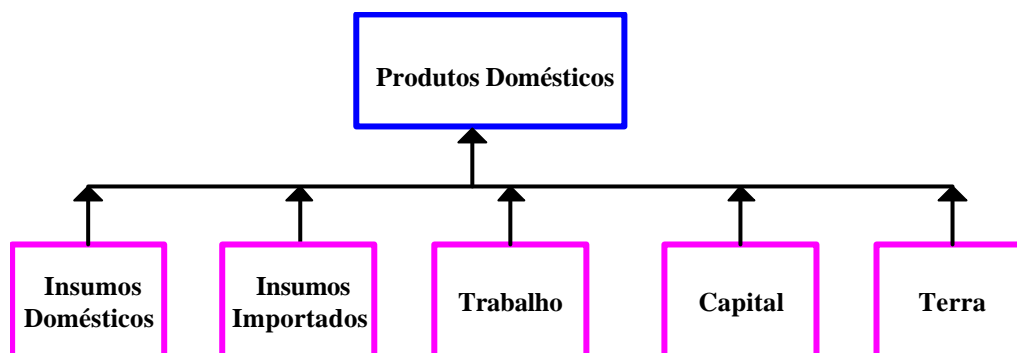 Produtos Domésticos
Insumos
Domésticos
Insumos
Importados
Trabalho
Capital
Terra